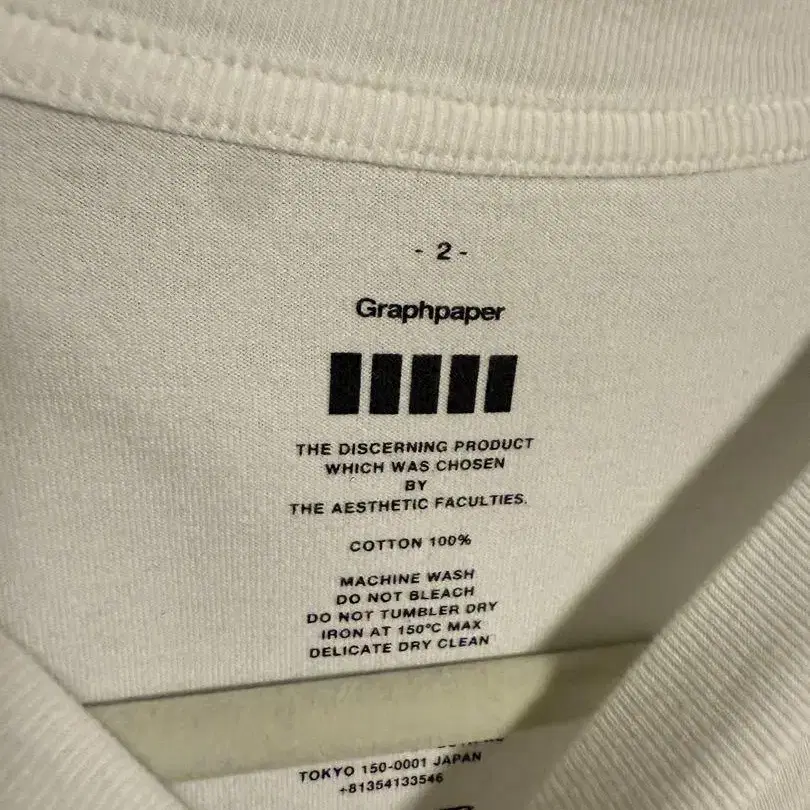 - 2 -
Graphpaper
THE DISCERNING PRODUCT
WHICH WAS CHOSEN
BY
THE AESTHETIC FACULTIES.
COTTON 100%
MACHINE WASH
DO NOT BLEACH
DO NOT TUMBLER DRY
IRON AT 150°C MAX
DELICATE DRY CLEAN
TOKYO 150-0001 JAPAN
+81354133546